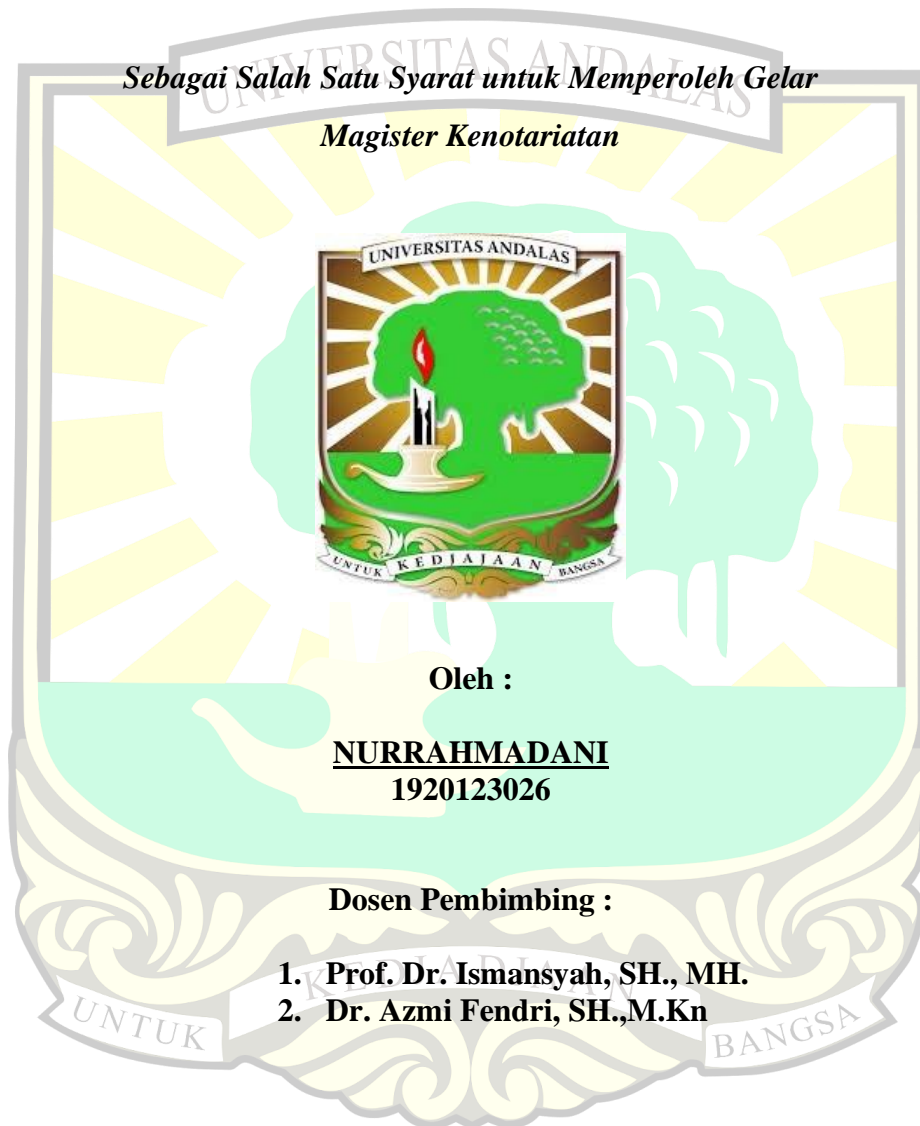 UNIVERSITAS ANDALAS
Sebagai Salah Satu Syarat untuk Memperoleh Gelar
Magister Kenotariatan
UNIVERSITAS ANDALAS
UNTUK KEDJAJAAN BANGSA
Oleh :
NURRAHMADANI
1920123026
Dosen Pembimbing :
1. Prof. Dr. Ismansyah, SH., MH.
2. Dr. Azmi Fendri, SH.,M.Kn
UNTUK KEDJAJAAN BANGSA